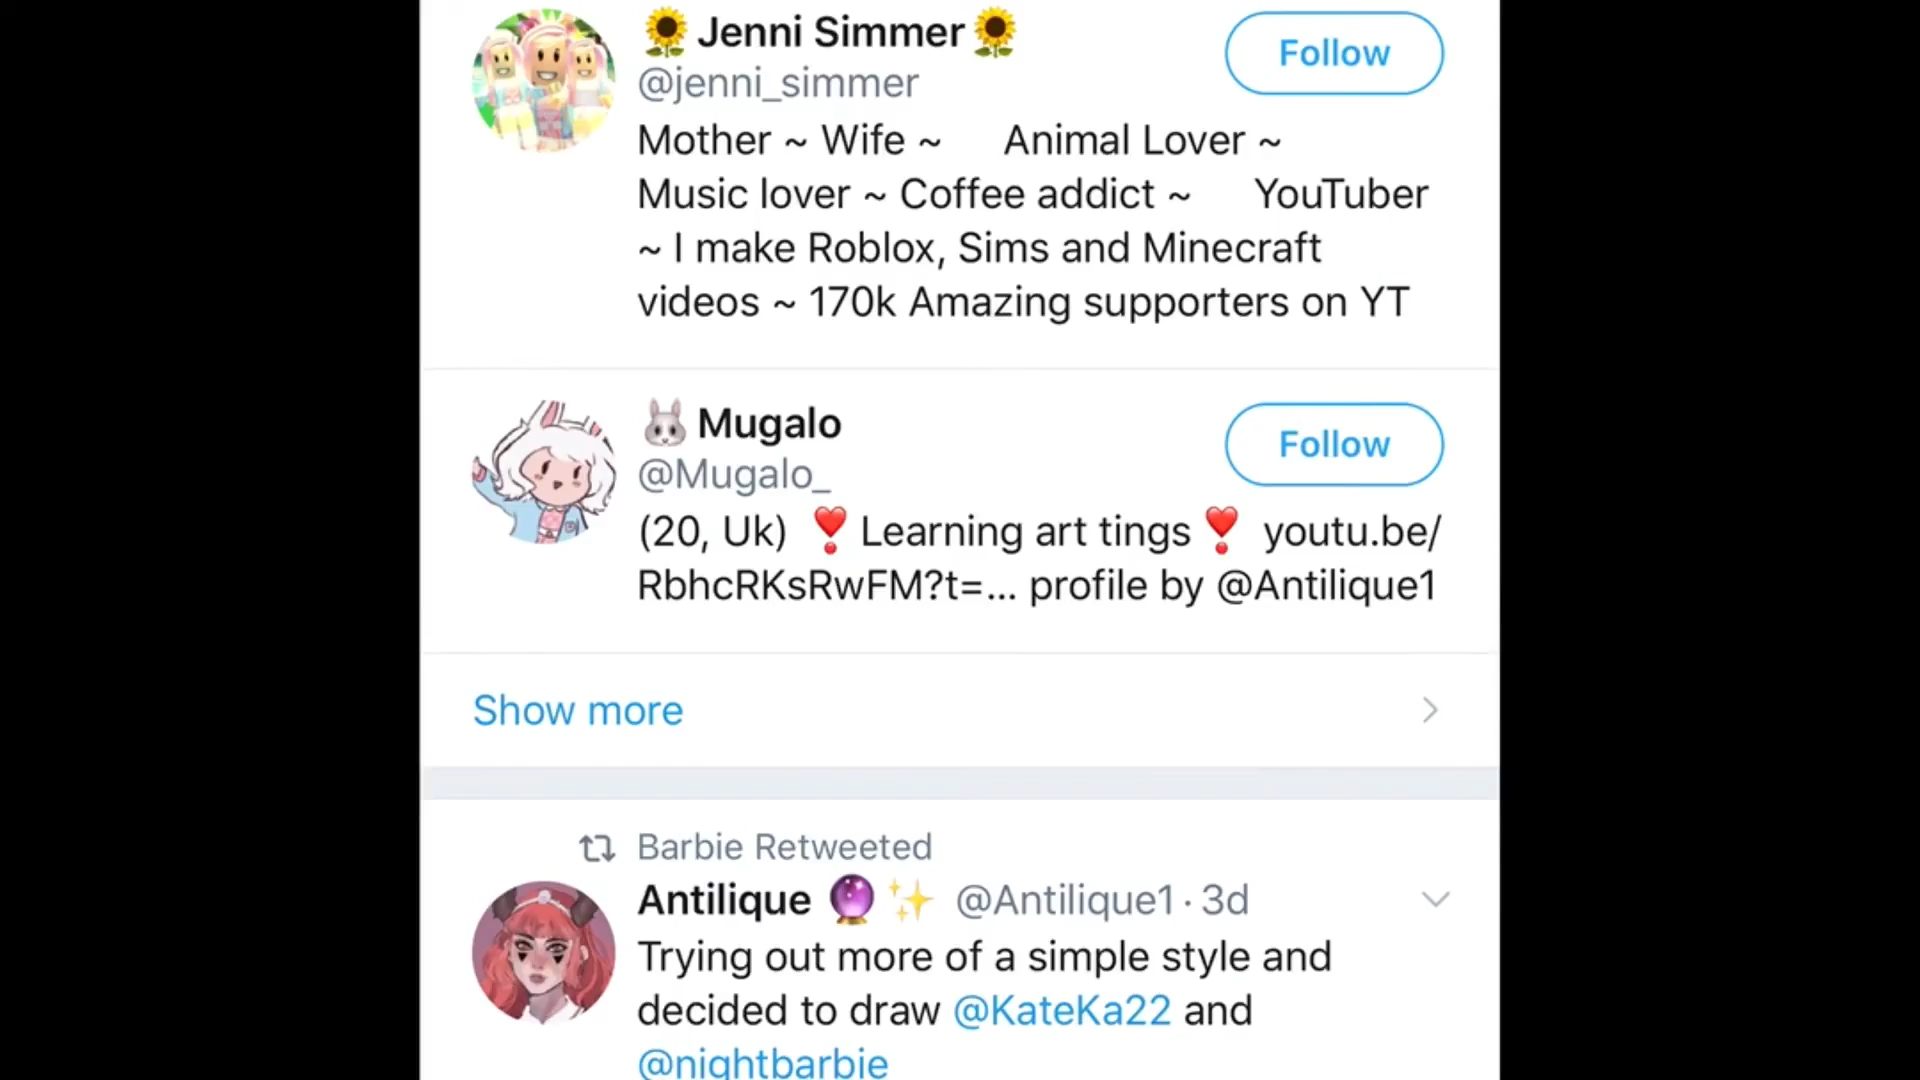 🌻 Jenni Simmer 🌻
Follow
@jenni_simmer
Mother ~ Wife ~ Animal Lover ~
Music lover ~ Coffee addict ~ YouTuber
~ I make Roblox, Sims and Minecraft
videos ~ 170k Amazing supporters on YT
🐰 Mugalo
Follow
@Mugalo_
(20, Uk) ❣️ Learning art tings ❣️ youtu.be/
RbhcRKsRwFM?t=... profile by @Antilique1
Show more
Barbie Retweeted
Antilique 🔮 ✨ @Antilique1 · 3d
Trying out more of a simple style and
decided to draw @KateKa22 and
@nightbarbie